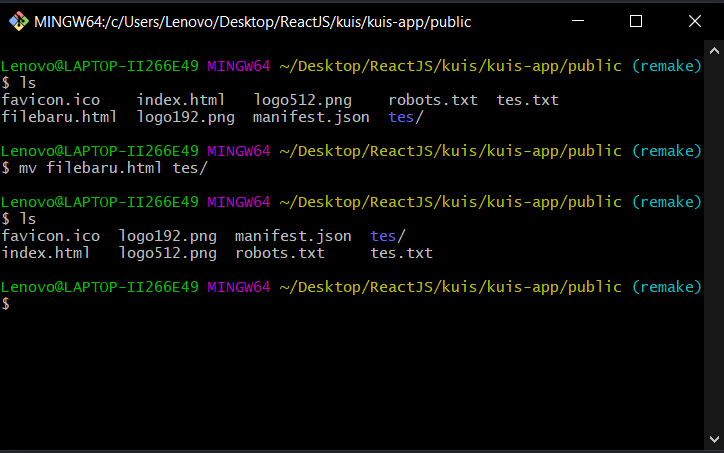 MINGW64:/c/Users/Lenovo/Desktop/ReactJS/kuis/kuis-app/public
Lenovo@LAPTOP-II266E49 MINGW64 ~/Desktop/ReactJS/kuis/kuis-app/public (remake)
$ ls
favicon.ico    index.html   logo512.png    robots.txt  tes.txt
filebaru.html  logo192.png  manifest.json  tes/
Lenovo@LAPTOP-II266E49 MINGW64 ~/Desktop/ReactJS/kuis/kuis-app/public (remake)
$ mv filebaru.html tes/
Lenovo@LAPTOP-II266E49 MINGW64 ~/Desktop/ReactJS/kuis/kuis-app/public (remake)
$ ls
favicon.ico  logo192.png  manifest.json  tes/
index.html   logo512.png  robots.txt     tes.txt
Lenovo@LAPTOP-II266E49 MINGW64 ~/Desktop/ReactJS/kuis/kuis-app/public (remake)
$